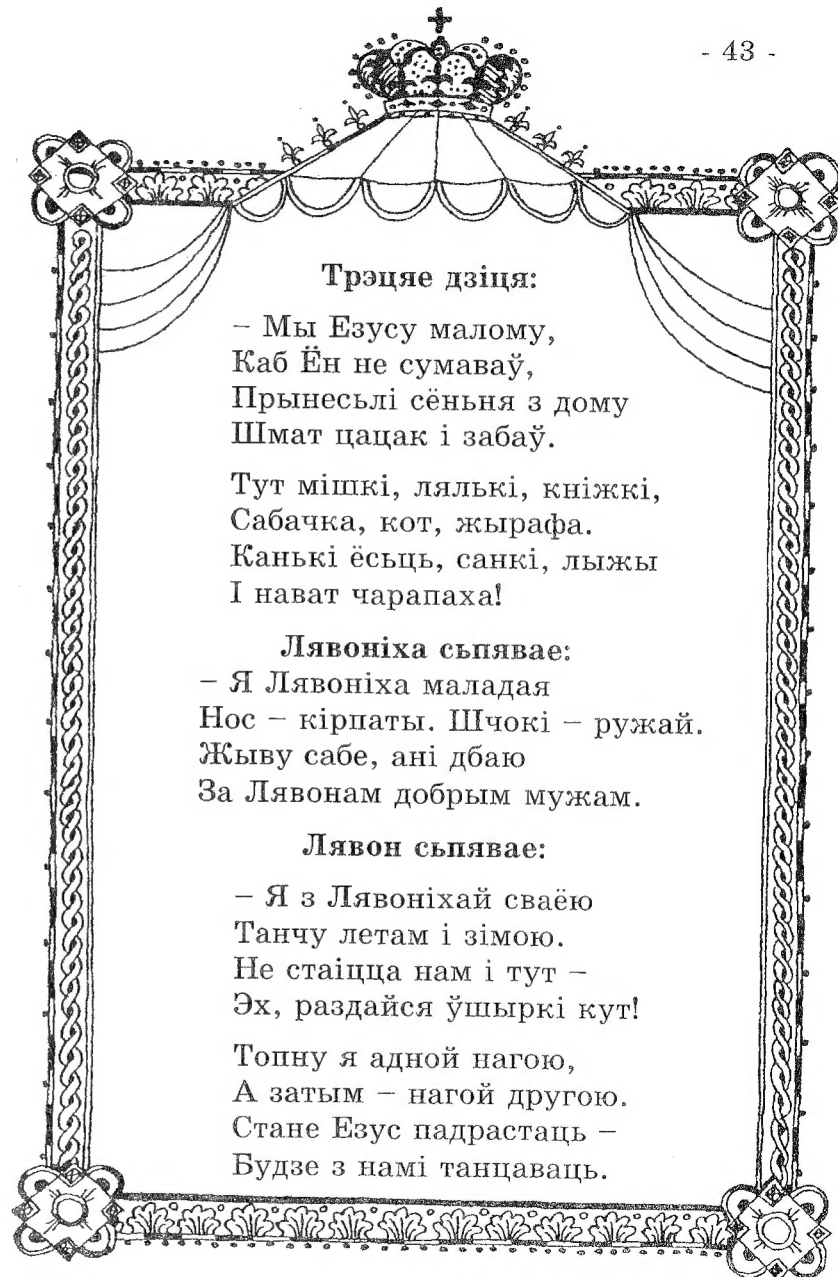 - 43 -
Трэцяе дзіця:
– Мы Езусу малому,
Каб Ён не сумаваў,
Прынесьлі сёньня з дому
Шмат цацак і забаў.
Тут мішкі, лялькі, кніжкі,
Сабачка, кот, жырафа.
Канькі ёсьць, санкі, лыжы
І нават чарапаха!
Лявоніха сьпявае:
– Я Лявоніха маладая
Нос – кірпаты. Шчокі – ружай.
Жыву сабе, ані дбаю
За Лявонам добрым мужам.
Лявон сьпявае:
– Я з Лявоніхай сваёю
Танчу летам і зімою.
Не стаіцца нам і тут –
Эх, раздайся ўшыркі кут!
Топну я адной нагою,
А затым – нагой другою.
Стане Езус падрастаць –
Будзе з намі танцаваць.